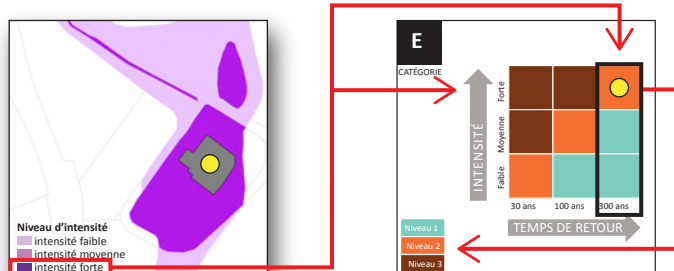 Niveau d'intensité
intensité faible
intensité moyenne
intensité forte
E
CATÉGORIE
INTENSITÉ
Forte
Moyenne
Faible
30 ans
100 ans
300 ans
TEMPS DE RETOUR
Niveau 1
Niveau 2
Niveau 3